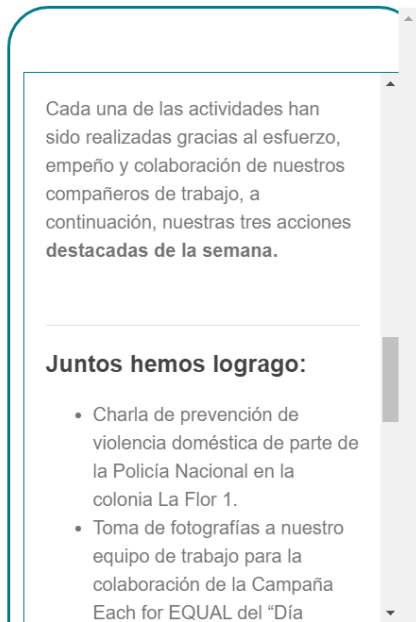 Cada una de las actividades han
sido realizadas gracias al esfuerzo,
empeño y colaboración de nuestros
compañeros de trabajo, a
continuación, nuestras tres acciones
destacadas de la semana.
Juntos hemos logrago:
• Charla de prevención de
violencia doméstica de parte de
la Policía Nacional en la
colonia La Flor 1.
• Toma de fotografías a nuestro
equipo de trabajo para la
colaboración de la Campaña
Each for EQUAL del “Día